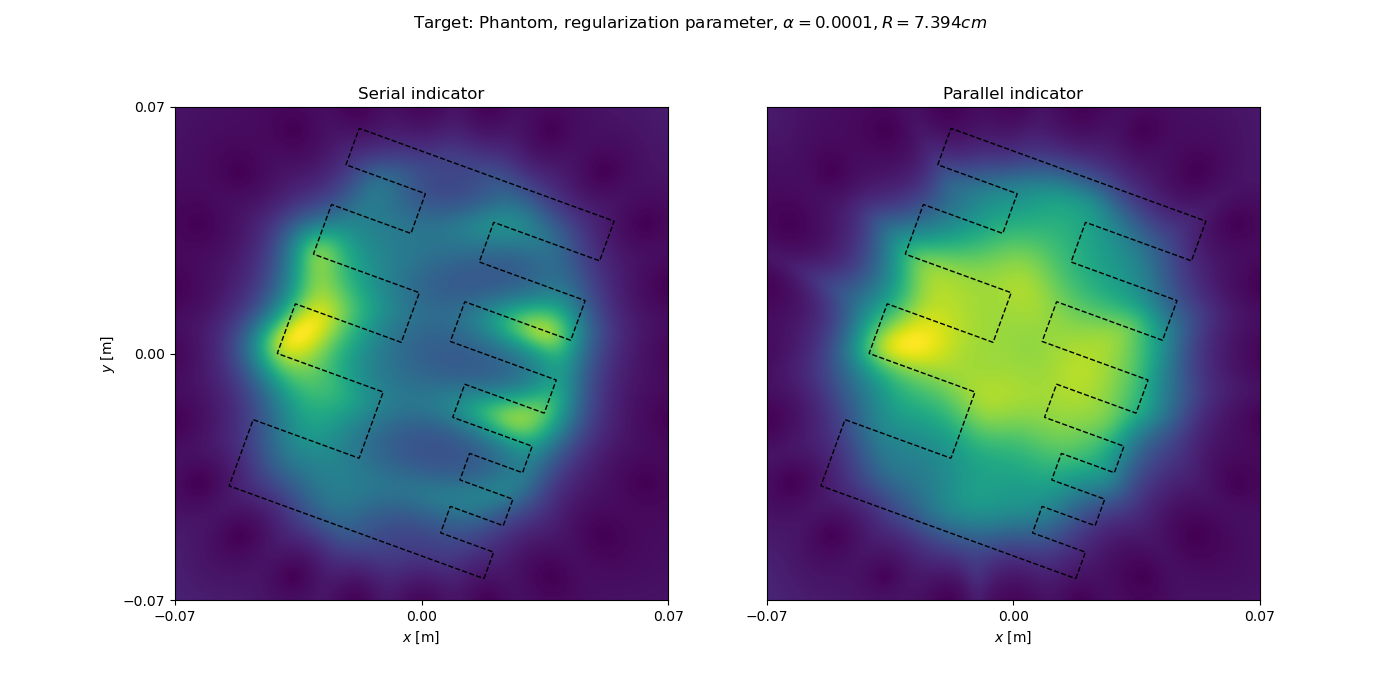 Target: Phantom, regularization parameter, α = 0.0001, R = 7.394cm
Serial indicator
Parallel indicator
0.07
0.00
−0.07
y [m]
−0.07
0.00
0.07
x [m]
−0.07
0.00
0.07
x [m]